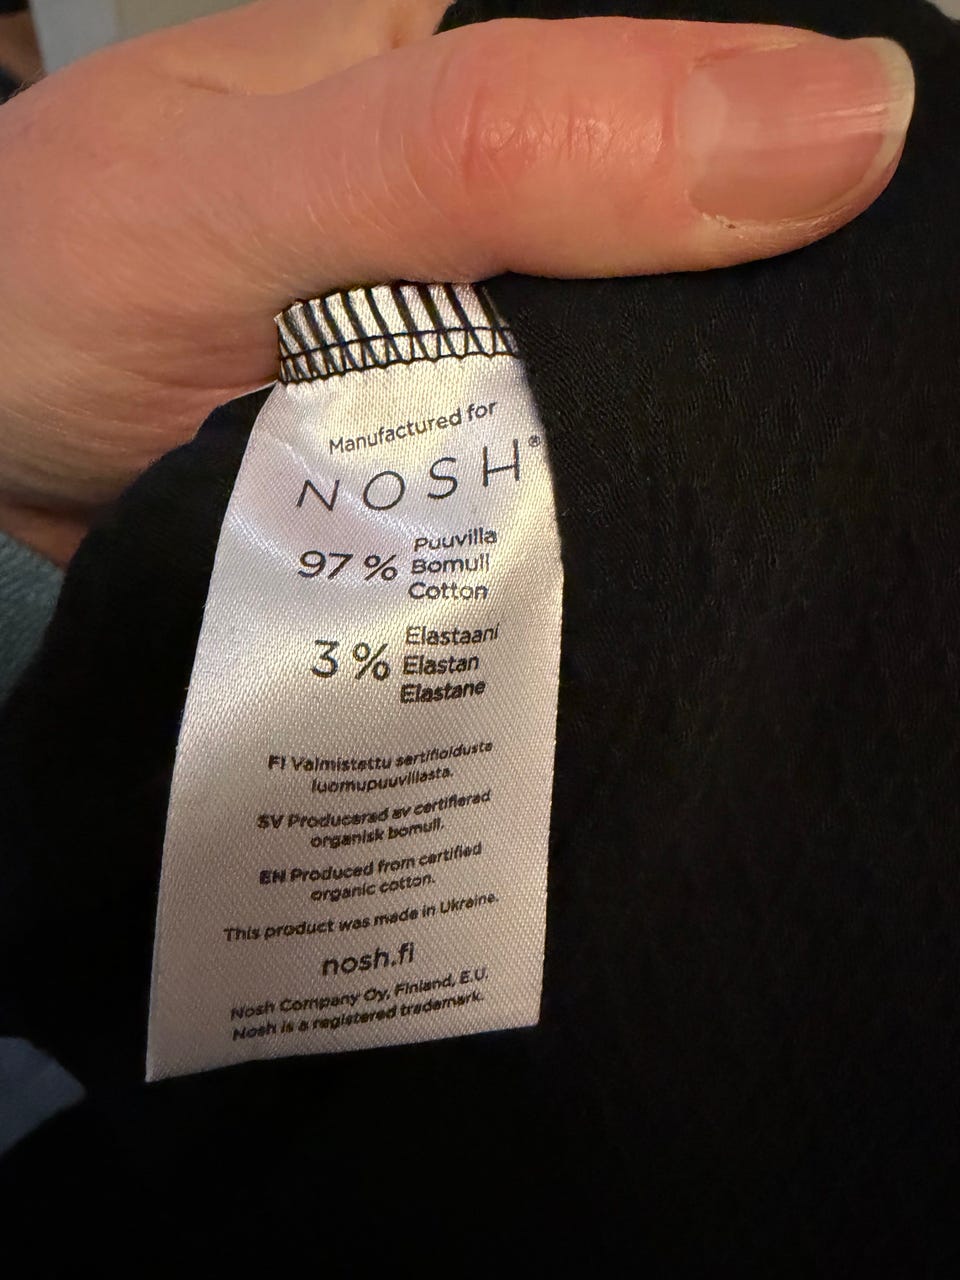 Manufactured for
NOSH®
97 % Puuvilla
Bomull
Cotton
3 % Elastaani
Elastan
Elastane
FI Valmistettu sertifioidusta
luomupuuvillasta.
SV Producerad av certifierad
organisk bomull.
EN Produced from certified
organic cotton.
This product was made in Ukraine.
nosh.fi
Nosh Company Oy, Finland, E.U.
Nosh is a registered trademark.